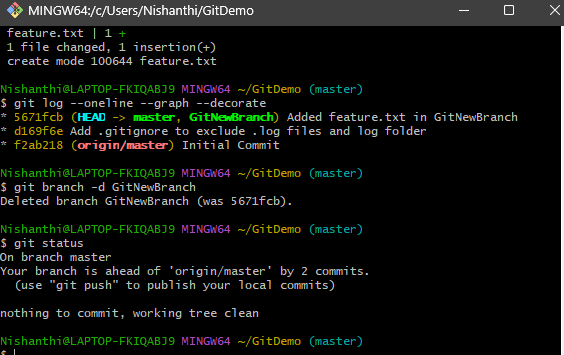 MINGW64:/c/Users/Nishanthi/GitDemo
feature.txt | 1 +
1 file changed, 1 insertion(+)
create mode 100644 feature.txt
Nishanthi@LAPTOP-FKIQABJ9 MINGW64 ~/GitDemo (master)
$ git log --oneline --graph --decorate
* 5671fcb (HEAD -> master, GitNewBranch) Added feature.txt in GitNewBranch
* d169f6e Add .gitignore to exclude .log files and log folder
* f2ab218 (origin/master) Initial Commit
Nishanthi@LAPTOP-FKIQABJ9 MINGW64 ~/GitDemo (master)
$ git branch -d GitNewBranch
Deleted branch GitNewBranch (was 5671fcb).
Nishanthi@LAPTOP-FKIQABJ9 MINGW64 ~/GitDemo (master)
$ git status
On branch master
Your branch is ahead of 'origin/master' by 2 commits.
(use "git push" to publish your local commits)
nothing to commit, working tree clean
Nishanthi@LAPTOP-FKIQABJ9 MINGW64 ~/GitDemo (master)
$